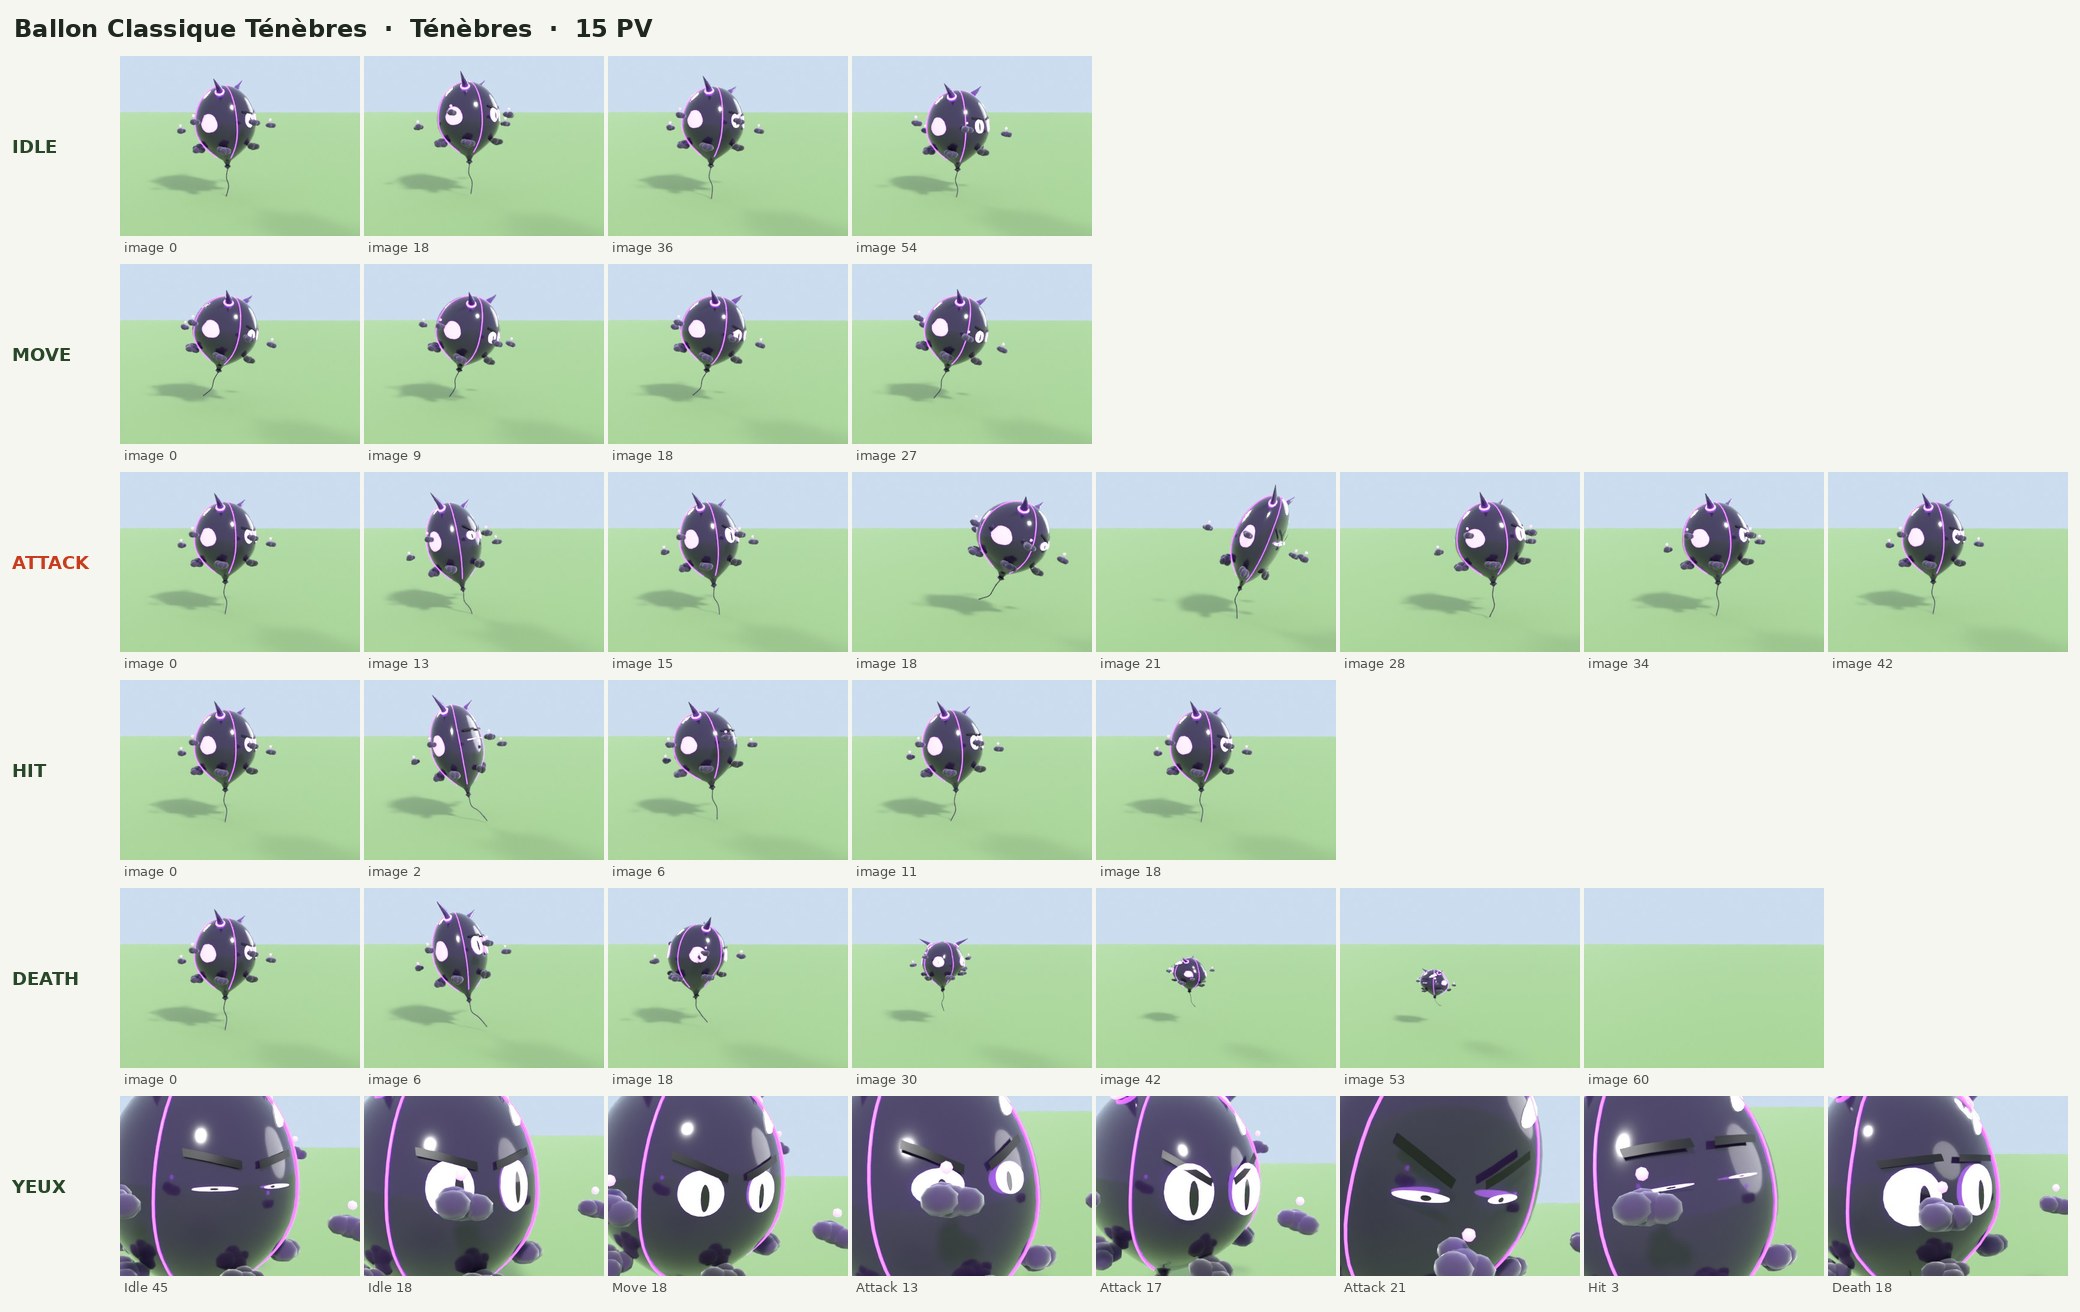 Ballon Classique Ténèbres · Ténèbres · 15 PV
IDLE
image 0
image 18
image 36
image 54
MOVE
image 0
image 9
image 18
image 27
ATTACK
image 0
image 13
image 15
image 18
image 21
image 28
image 34
image 42
HIT
image 0
image 2
image 6
image 11
image 18
DEATH
image 0
image 6
image 18
image 30
image 42
image 53
image 60
YEUX
Idle 45
Idle 18
Move 18
Attack 13
Attack 17
Attack 21
Hit 3
Death 18